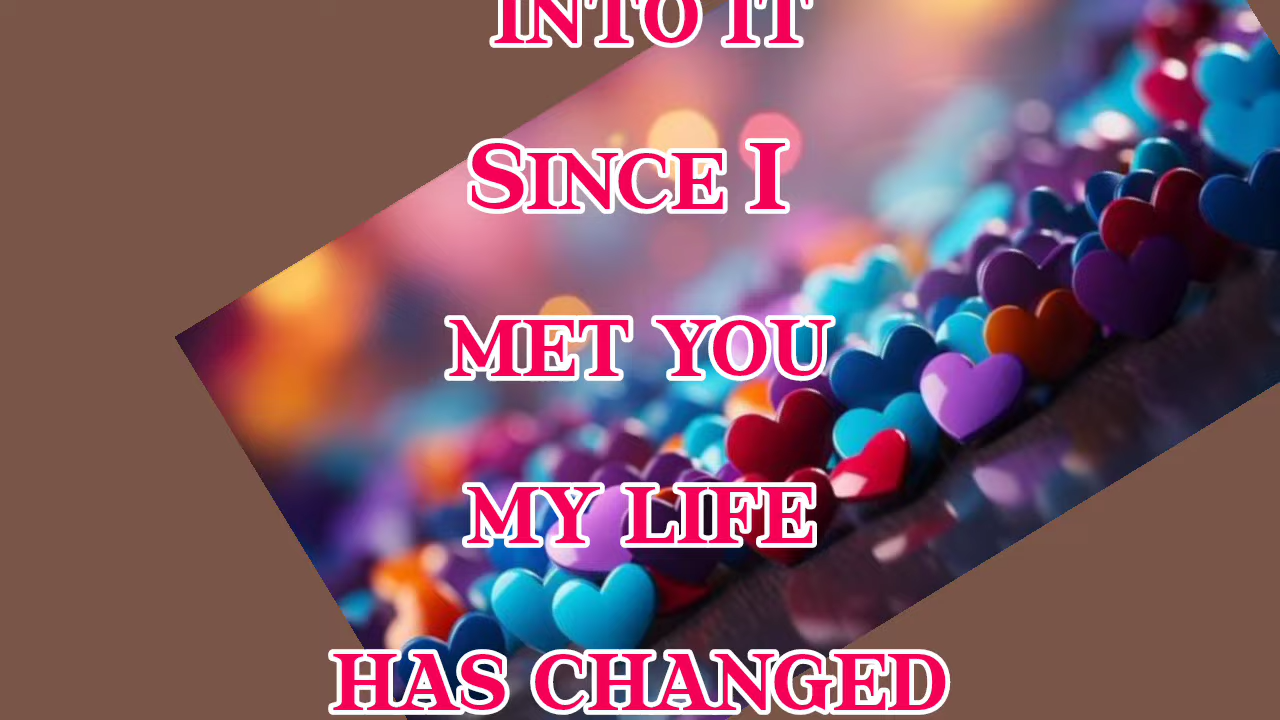 INTO IT
SINCE I
MET YOU
MY LIFE
HAS CHANGED